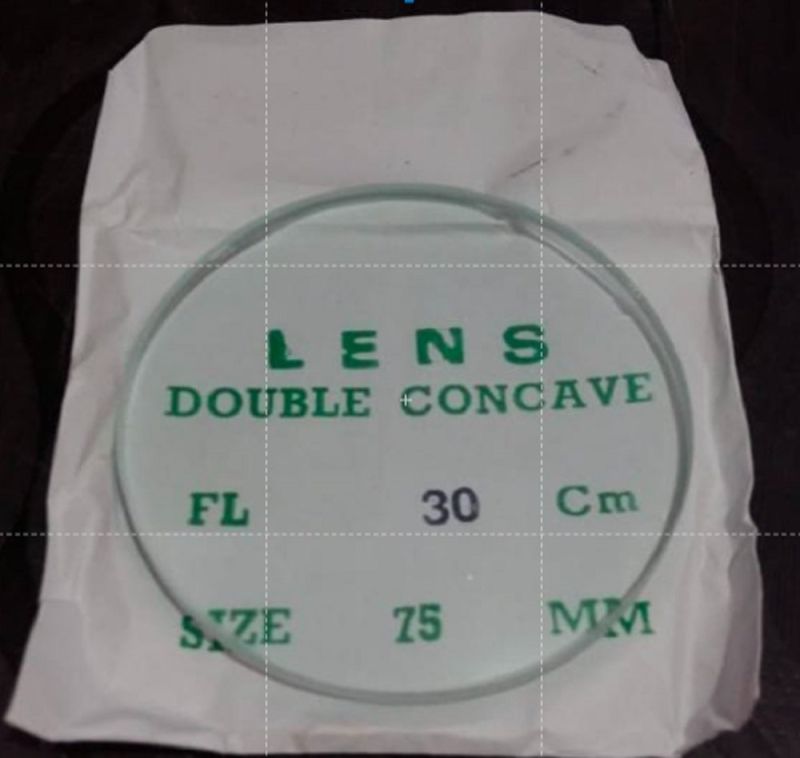 LENS
DOUBLE CONCAVE
FL 30 Cm
SIZE 75 MM